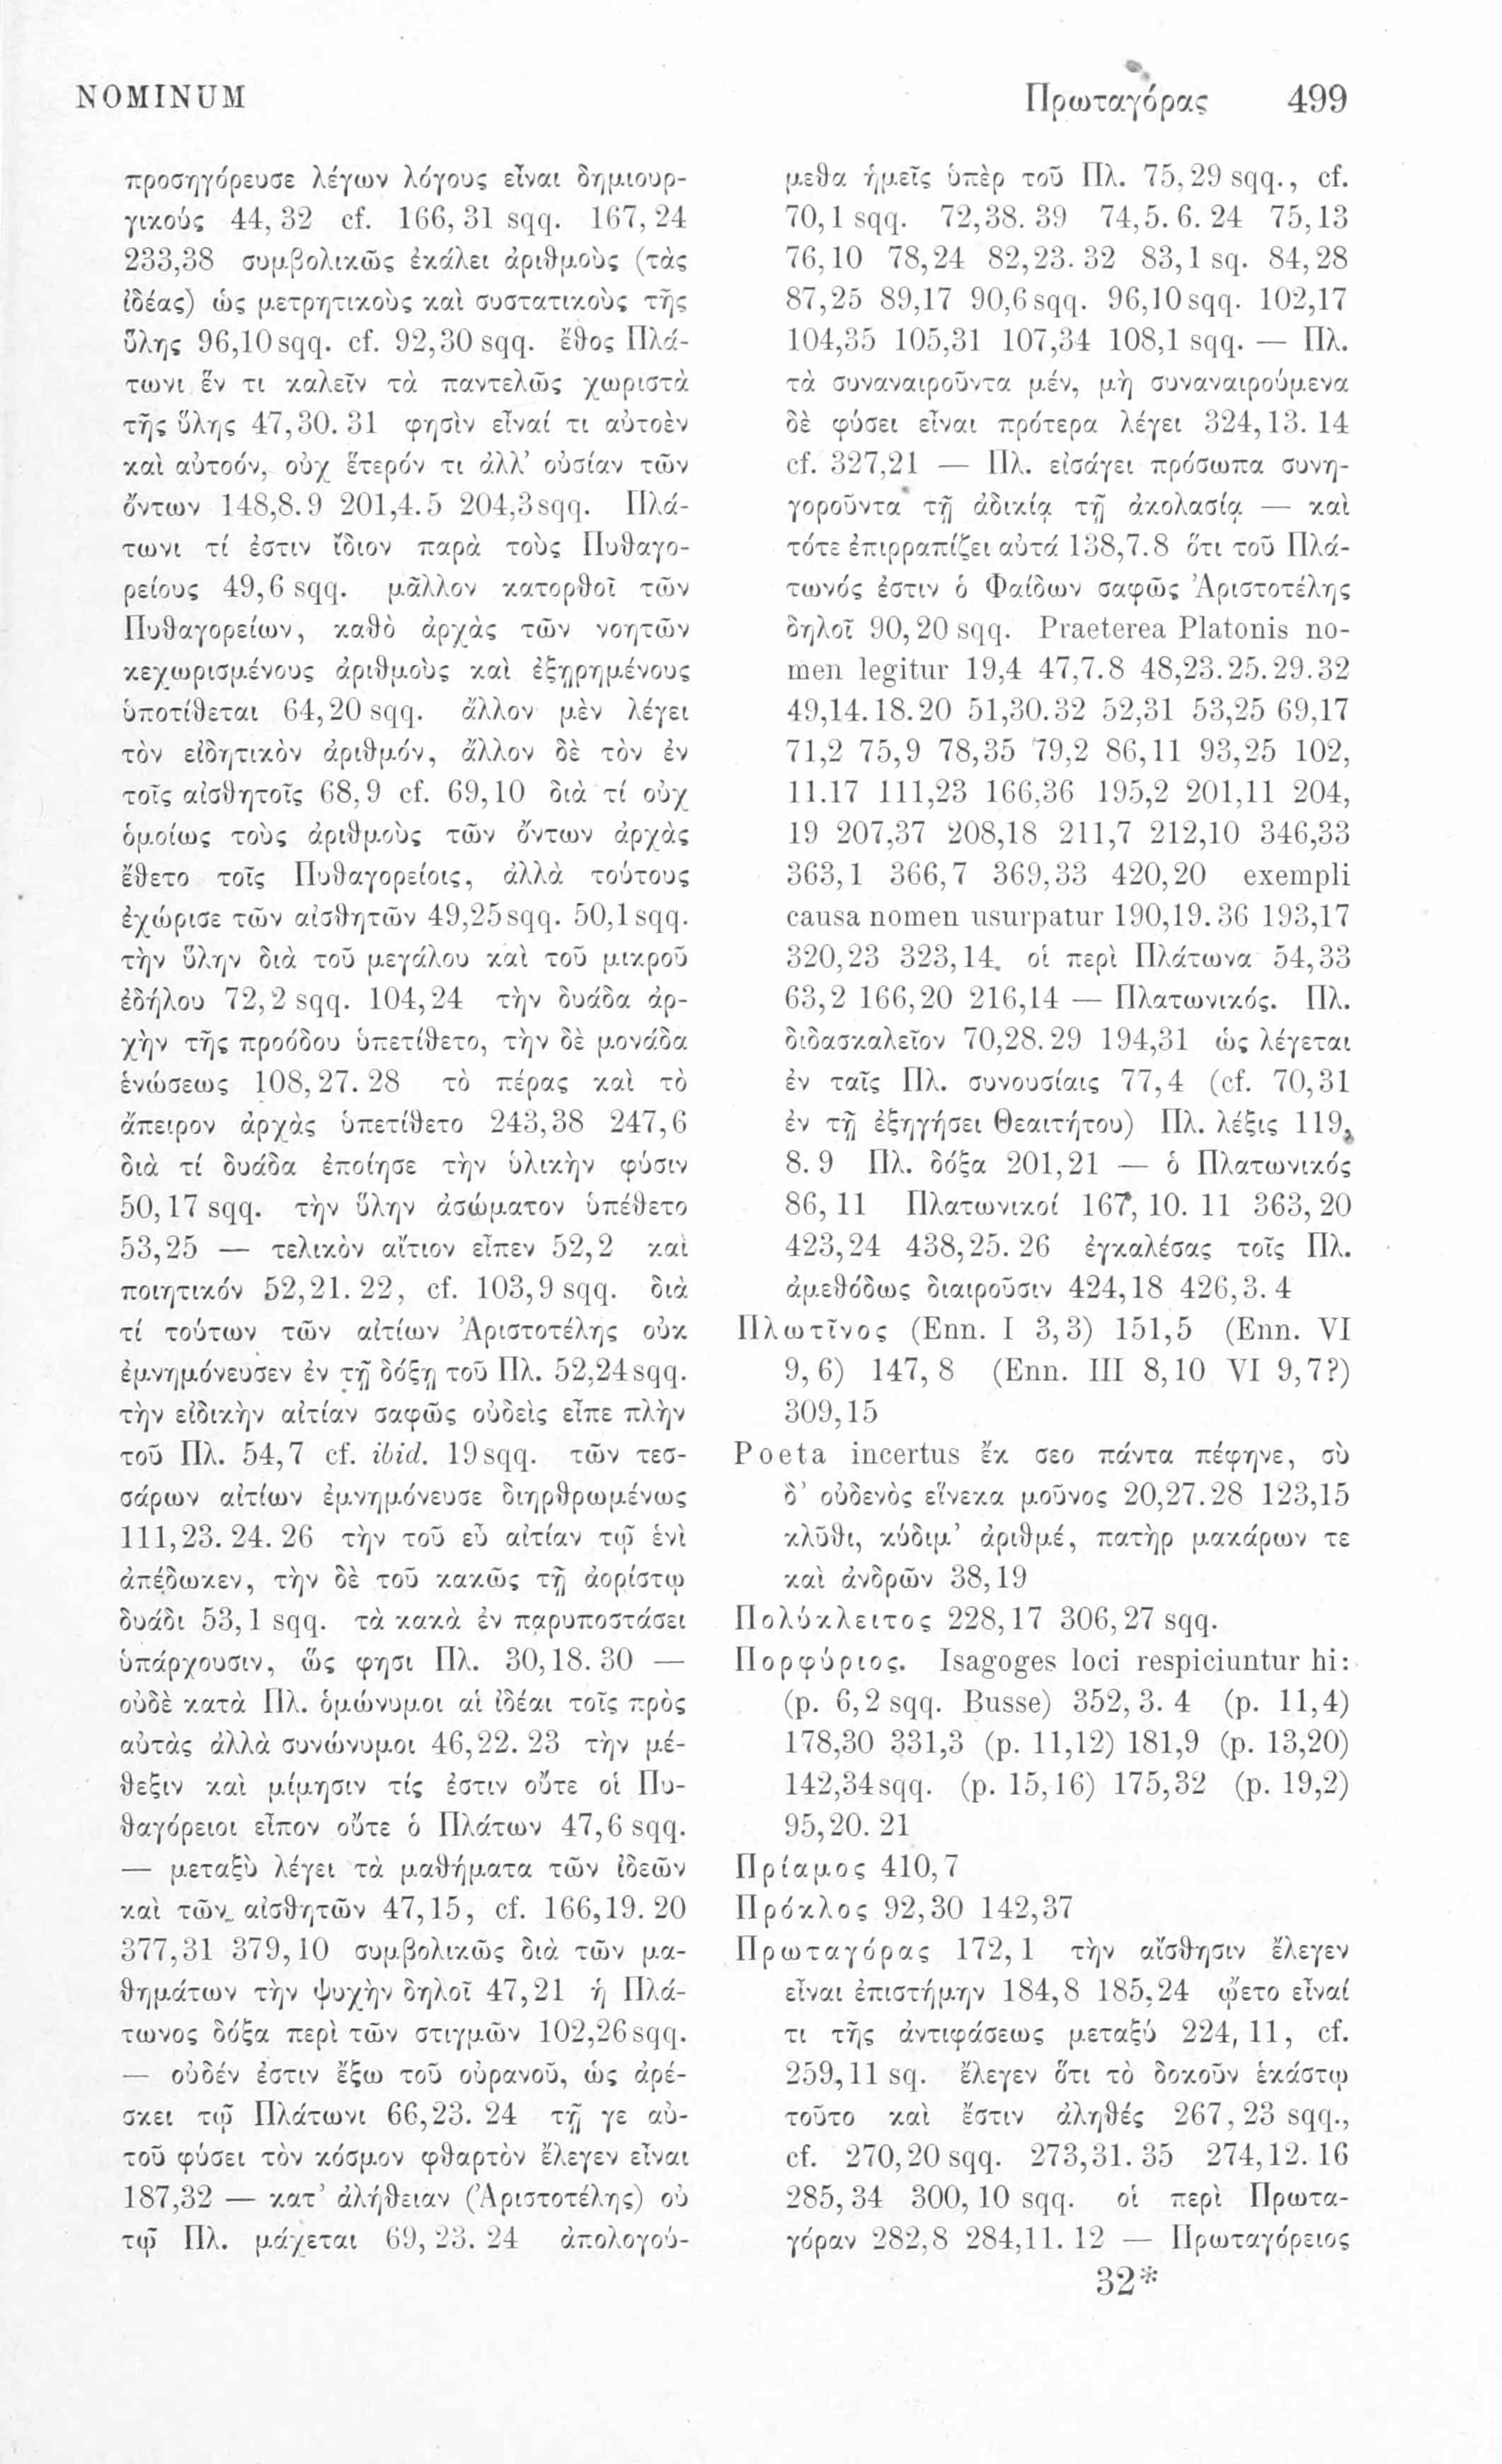 NOMINUM
Πρωταγόρας 499
προσηγόρευσε λέγων λόγους εἶναι δημιουρ-
γικούς 44, 32 cf. 166, 31 sqq. 167, 24
233,38 συμβολικῶς ἐκάλει ἀριθμοὺς (τὰς
ἰδέας) ὡς μετρητικοὺς καὶ συστατικοὺς τῆς
ὕλης 96,10 sqq. cf. 92,30 sqq. ἔθος Πλά-
τωνι ἕν τι καλεῖν τὰ παντελῶς χωριστὰ
τῆς ὕλης 47,30. 31 φησὶν εἶναί τι αὐτοὲν
καὶ αὐτοόν, οὐχ ἕτερόν τι ἀλλ’ οὐσίαν τῶν
ὄντων 148,8. 9 201,4. 5 204,3 sqq. Πλά-
τωνι τί ἐστιν ἴδιον παρὰ τοὺς Πυθαγο-
ρείους 49,6 sqq. μᾶλλον κατορθοῖ τῶν
Πυθαγορείων, καθὸ ἀρχὰς τῶν νοητῶν
κεχωρισμένους ἀριθμοὺς καὶ ἐξῃρημένους
ὑποτίθεται 64,20 sqq. ἄλλον μὲν λέγει
τὸν εἰδητικὸν ἀριθμόν, ἄλλον δὲ τὸν ἐν
τοῖς αἰσθητοῖς 68,9 cf. 69,10 διὰ τί οὐχ
ὁμοίως τοὺς ἀριθμοὺς τῶν ὄντων ἀρχὰς
ἔθετο τοῖς Πυθαγορείοις, ἀλλὰ τούτους
ἐχώρισε τῶν αἰσθητῶν 49,25 sqq. 50,1 sqq.
τὴν ὕλην διὰ τοῦ μεγάλου καὶ τοῦ μικροῦ
ἐδήλου 72,2 sqq. 104,24 τὴν δυάδα ἀρ-
χὴν τῆς προόδου ὑπετίθετο, τὴν δὲ μονάδα
ἑνώσεως 108,27. 28 τὸ πέρας καὶ τὸ
ἄπειρον ἀρχὰς ὑπετίθετο 243,38 247,6
διὰ τί δυάδα ἐποίησε τὴν ὑλικὴν φύσιν
50,17 sqq. τὴν ὕλην ἀσώματον ὑπέθετο
53,25 — τελικὸν αἴτιον εἶπεν 52,2 καὶ
ποιητικόν 52,21. 22, cf. 103,9 sqq. διὰ
τί τούτων τῶν αἰτίων Ἀριστοτέλης οὐκ
ἐμνημόνευσεν ἐν τῇ δόξῃ τοῦ Πλ. 52,24 sqq.
τὴν εἰδικὴν αἰτίαν σαφῶς οὐδεὶς εἶπε πλὴν
τοῦ Πλ. 54,7 cf. ibid. 19 sqq. τῶν τεσ-
σάρων αἰτίων ἐμνημόνευσε διηρθρωμένως
111,23. 24. 26 τὴν τοῦ εὖ αἰτίαν τῷ ἑνὶ
ἀπέδωκεν, τὴν δὲ τοῦ κακῶς τῇ ἀορίστῳ
δυάδι 53,1 sqq. τὰ κακὰ ἐν παρυποστάσει
ὑπάρχουσιν, ὥς φησι Πλ. 30,18. 30 —
οὐδὲ κατὰ Πλ. ὁμώνυμοι αἱ ἰδέαι τοῖς πρὸς
αὐτὰς ἀλλὰ συνώνυμοι 46,22. 23 τὴν μέ-
θεξιν καὶ μίμησιν τίς ἐστιν οὔτε οἱ Πυ-
θαγόρειοι εἶπον οὔτε ὁ Πλάτων 47,6 sqq.
— μεταξὺ λέγει τὰ μαθήματα τῶν ἰδεῶν
καὶ τῶν αἰσθητῶν 47,15, cf. 166,19. 20
377,31 379,10 συμβολικῶς διὰ τῶν μα-
θημάτων τὴν ψυχὴν δηλοῖ 47,21 ἡ Πλά-
τωνος δόξα περὶ τῶν στιγμῶν 102,26 sqq.
— οὐδέν ἐστιν ἔξω τοῦ οὐρανοῦ, ὡς ἀρέ-
σκει τῷ Πλάτωνι 66,23. 24 τῇ γε αὐ-
τοῦ φύσει τὸν κόσμον φθαρτὸν ἔλεγεν εἶναι
187,32 — κατ’ ἀλήθειαν (Ἀριστοτέλης) οὐ
τῷ Πλ. μάχεται 69, 23. 24 ἀπολογού-
μεθα ἡμεῖς ὑπὲρ τοῦ Πλ. 75,29 sqq., cf.
70,1 sqq. 72,38. 39 74,5. 6. 24 75,13
76,10 78,24 82,23. 32 83,1 sq. 84,28
87,25 89,17 90,6 sqq. 96,10 sqq. 102,17
104,35 105,31 107,34 108,1 sqq. — Πλ.
τὰ συναναιροῦντα μέν, μὴ συναναιρούμενα
δὲ φύσει εἶναι πρότερα λέγει 324,13. 14
cf. 327,21 — Πλ. εἰσάγει πρόσωπα συνη-
γοροῦντα τῇ ἀδικίᾳ τῇ ἀκολασίᾳ — καὶ
τότε ἐπιρραπίζει αὐτά 138,7. 8 ὅτι τοῦ Πλά-
τωνός ἐστιν ὁ Φαίδων σαφῶς Ἀριστοτέλης
δηλοῖ 90,20 sqq. Praeterea Platonis no-
men legitur 19,4 47,7. 8 48,23. 25. 29. 32
49,14. 18. 20 51,30. 32 52,31 53,25 69,17
71,2 75,9 78,35 79,2 86,11 93,25 102,
11.17 111,23 166,36 195,2 201,11 204,
19 207,37 208,18 211,7 212,10 346,33
363,1 366,7 369,33 420,20 exempli
causa nomen usurpatur 190,19. 36 193,17
320,23 323,14. οἱ περὶ Πλάτωνα 54,33
63,2 166,20 216,14 — Πλατωνικός. Πλ.
διδασκαλεῖον 70,28. 29 194,31 ὡς λέγεται
ἐν ταῖς Πλ. συνουσίαις 77,4 (cf. 70,31
ἐν τῇ ἐξηγήσει Θεαιτήτου) Πλ. λέξις 119,
8. 9 Πλ. δόξα 201,21 — ὁ Πλατωνικός
86, 11 Πλατωνικοί 167, 10. 11 363, 20
423,24 438,25. 26 ἐγκαλέσας τοῖς Πλ.
ἀμεθόδως διαιροῦσιν 424,18 426,3. 4
Πλωτῖνος (Enn. I 3,3) 151,5 (Enn. VI
9, 6) 147, 8 (Enn. III 8,10 VI 9,7?)
309,15
Poeta incertus ἔκ σεο πάντα πέφηνε, σὺ
δ’ οὐδενὸς εἵνεκα μοῦνος 20,27. 28 123,15
κλῦθι, κύδιμ’ ἀριθμέ, πατὴρ μακάρων τε
καὶ ἀνδρῶν 38,19
Πολύκλειτος 228,17 306,27 sqq.
Πορφύριος. Isagoges loci respiciuntur hi:
(p. 6,2 sqq. Busse) 352, 3. 4 (p. 11,4)
178,30 331,3 (p. 11,12) 181,9 (p. 13,20)
142,34 sqq. (p. 15,16) 175,32 (p. 19,2)
95,20. 21
Πρίαμος 410,7
Πρόκλος 92,30 142,37
Πρωταγόρας 172,1 τὴν αἴσθησιν ἔλεγεν
εἶναι ἐπιστήμην 184,8 185,24 ᾤετο εἶναί
τι τῆς ἀντιφάσεως μεταξύ 224, 11, cf.
259,11 sq. ἔλεγεν ὅτι τὸ δοκοῦν ἑκάστῳ
τοῦτο καὶ ἔστιν ἀληθές 267, 23 sqq.,
cf. 270,20 sqq. 273,31. 35 274,12. 16
285, 34 300, 10 sqq. οἱ περὶ Πρωτα-
γόραν 282,8 284,11. 12 — Πρωταγόρειος
32*